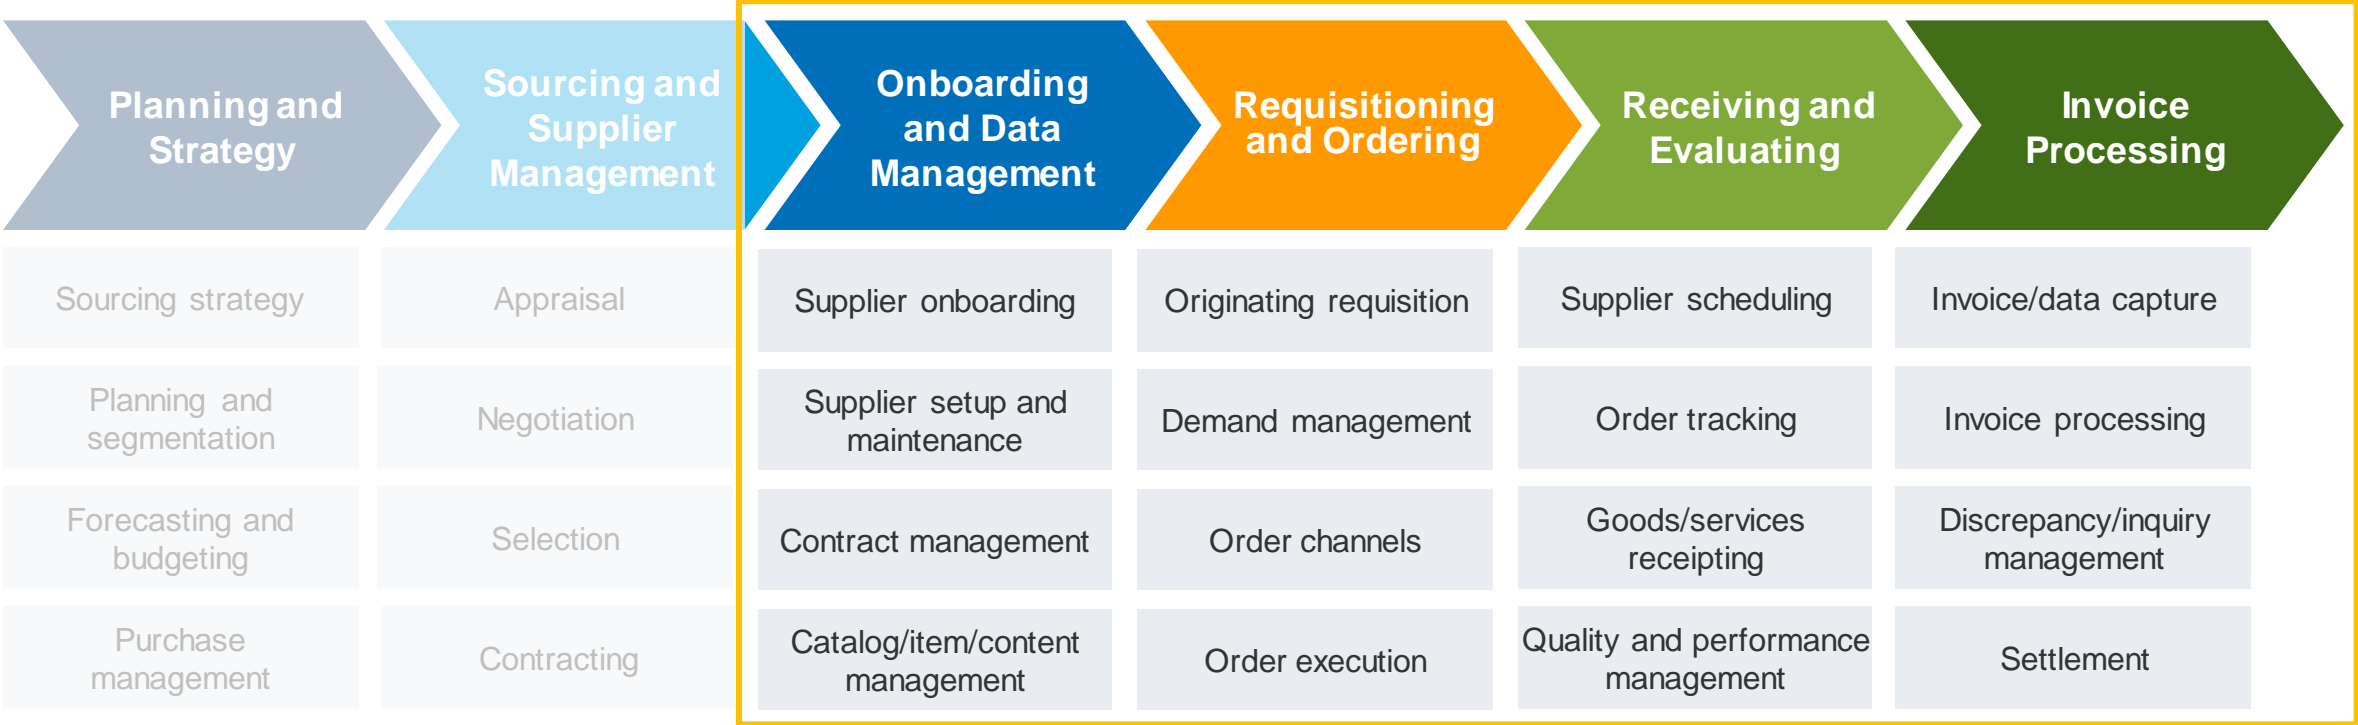 Planning and
Strategy
Sourcing and
Supplier
Management
Onboarding
and Data
Management
Requisitioning
and Ordering
Receiving and
Evaluating
Invoice
Processing
Sourcing strategy
Appraisal
Supplier onboarding
Originating requisition
Supplier scheduling
Invoice/data capture
Planning and
segmentation
Negotiation
Supplier setup and
maintenance
Demand management
Order tracking
Invoice processing
Forecasting and
budgeting
Selection
Contract management
Order channels
Goods/services
receipting
Discrepancy/inquiry
management
Purchase
management
Contracting
Catalog/item/content
management
Order execution
Quality and performance
management
Settlement